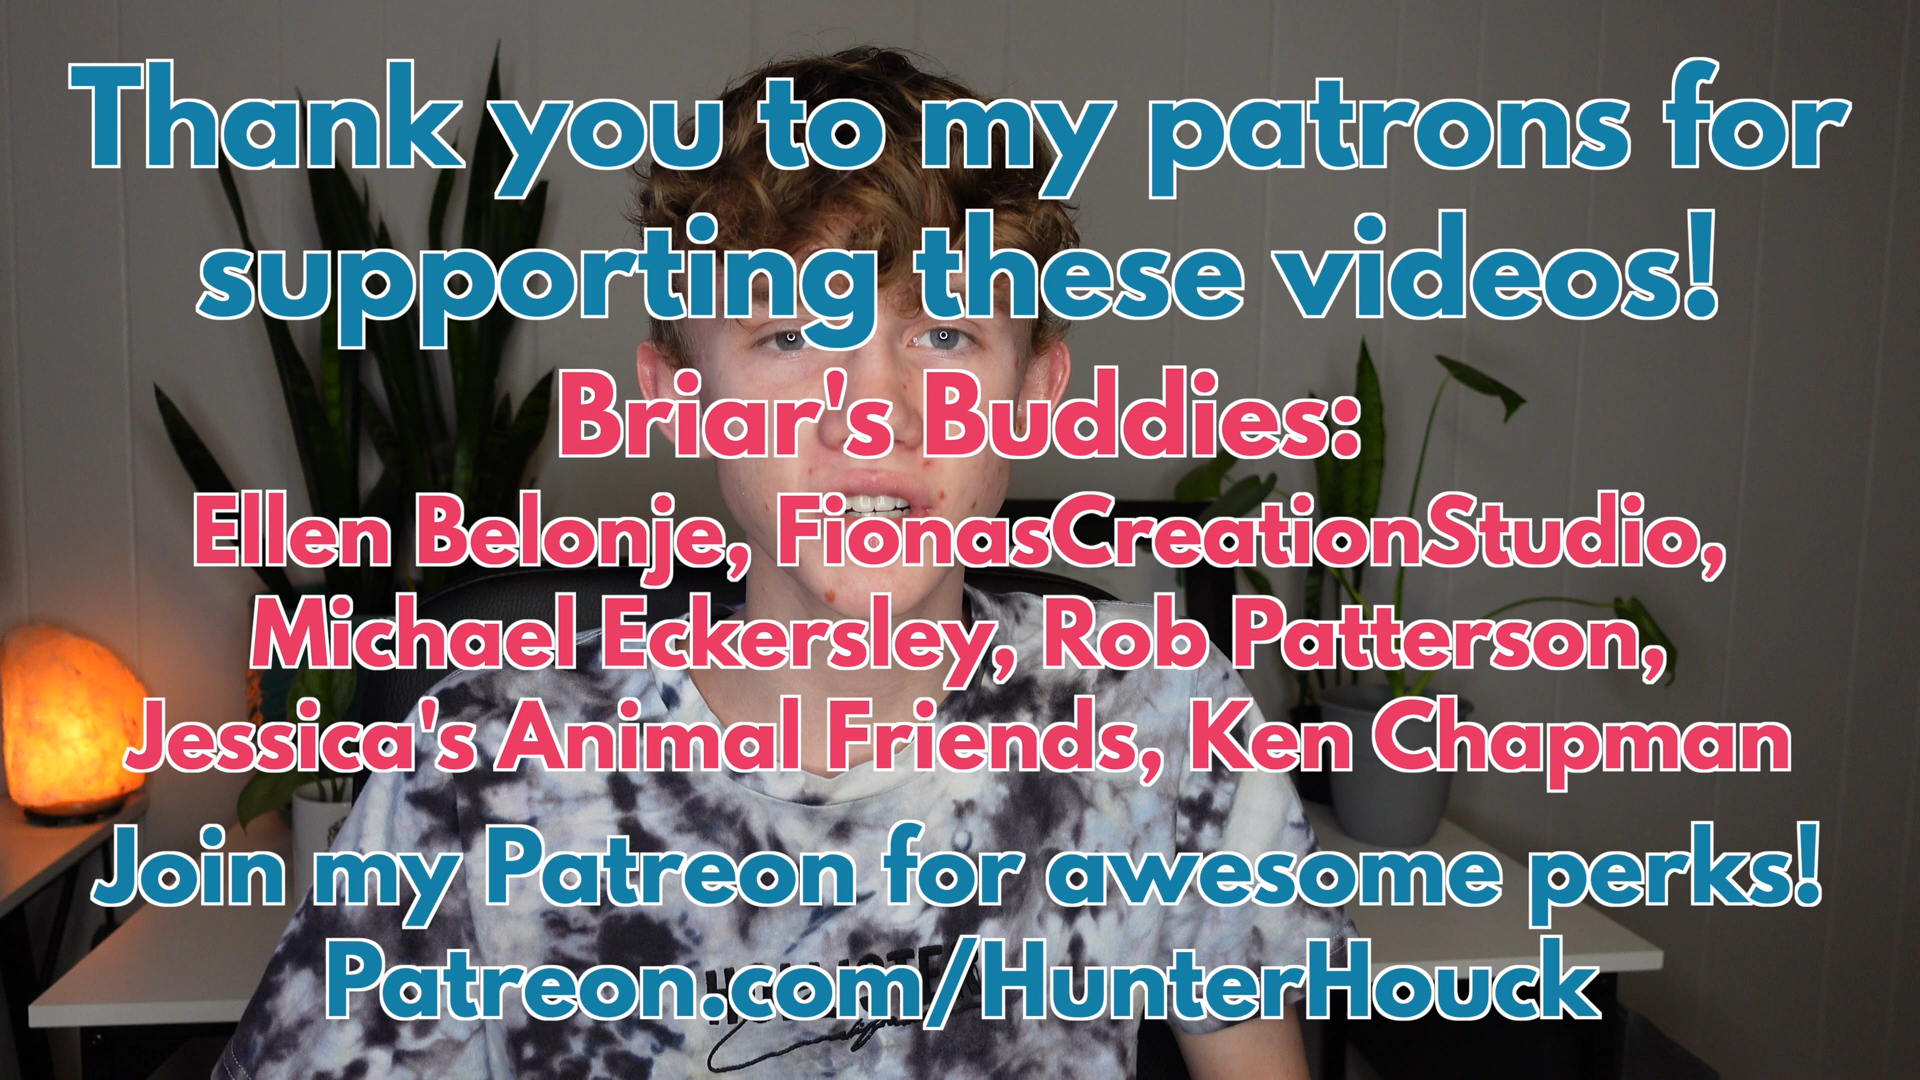 Thank you to my patrons for
supporting these videos!
Briar's Buddies:
Ellen Belonje, FionasCreationStudio,
Michael Eckersley, Rob Patterson,
Jessica's Animal Friends, Ken Chapman
Join my Patreon for awesome perks!
Patreon.com/HunterHouck